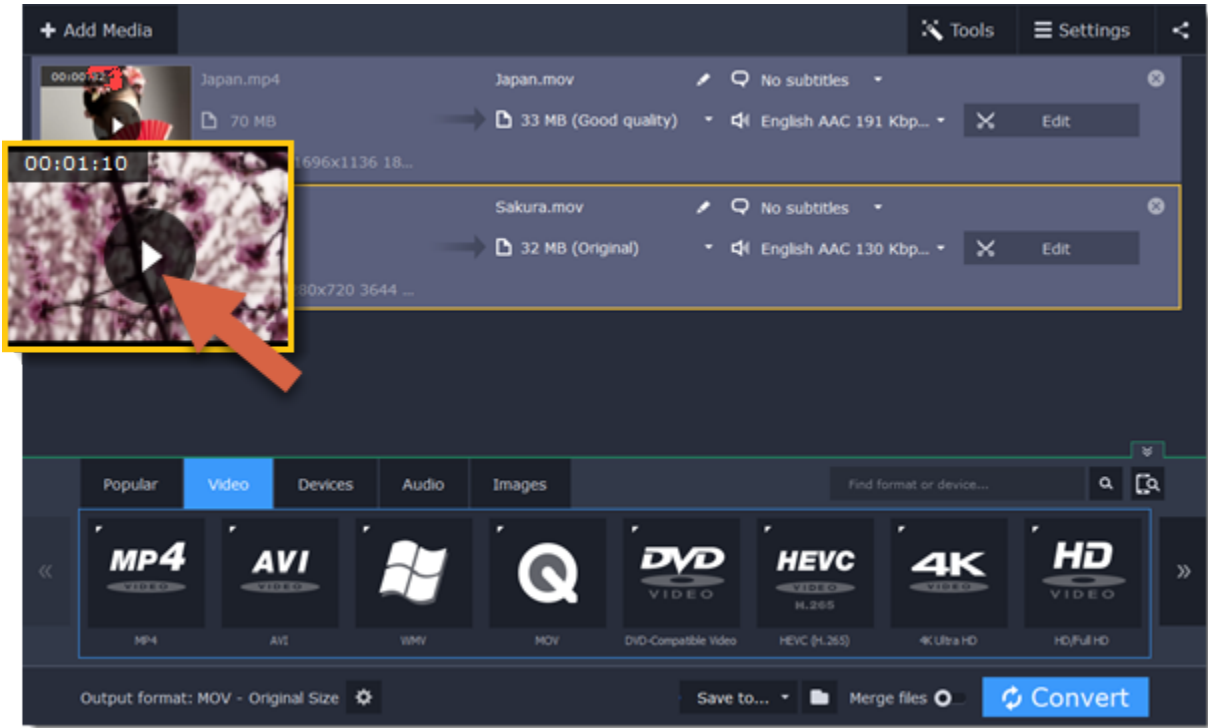 Add Media
Tools
Settings
00:00:32
Japan.mp4
Japan.mov
No subtitles
70 MB
33 MB (Good quality)
English AAC 191 Kbp...
Edit
1696x1136 18...
00:01:10
Sakura.mov
No subtitles
32 MB (Original)
English AAC 130 Kbp...
Edit
280x720 3644 ...
Popular
Video
Devices
Audio
Images
Find format or device...
MP4
VIDEO
AVI
VIDEO
DVD
VIDEO
HEVC
VIDEO
H.265
4K
VIDEO
HD
VIDEO
MP4
AVI
WMV
MOV
DVD-Compatible Video
HEVC (H.265)
4K Ultra HD
HD/Full HD
Output format: MOV - Original Size
Save to...
Merge files
Convert